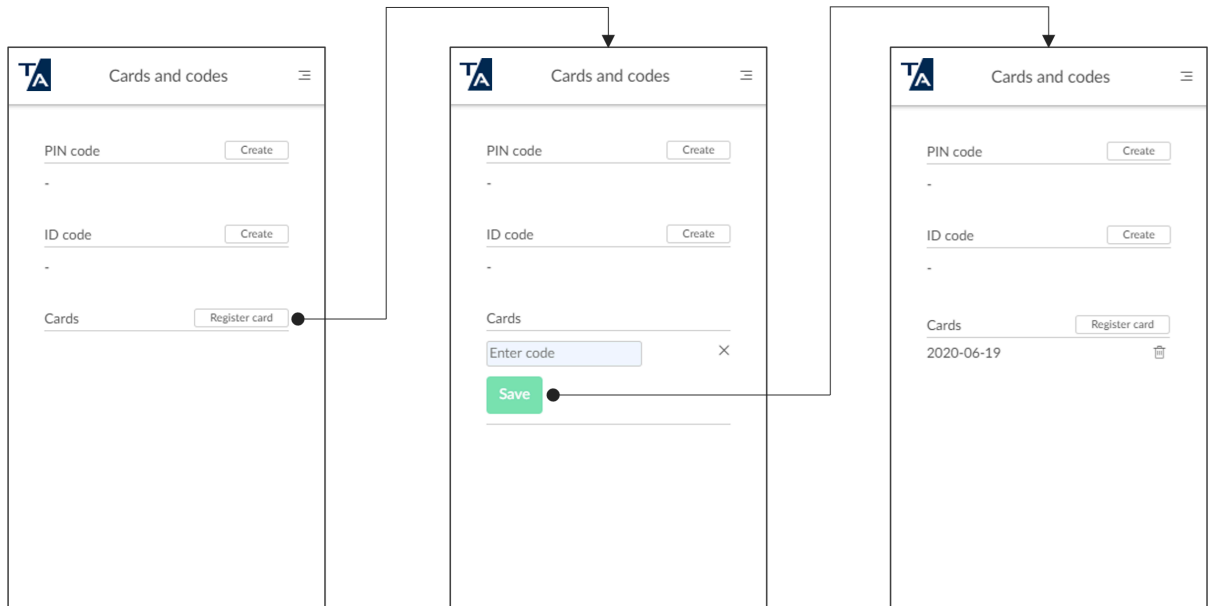 TA
Cards and codes
PIN code
Create
-
ID code
Create
-
Cards
Register card
TA
Cards and codes
PIN code
Create
-
ID code
Create
-
Cards
Enter code
Save
TA
Cards and codes
PIN code
Create
-
ID code
Create
-
Cards
Register card
2020-06-19